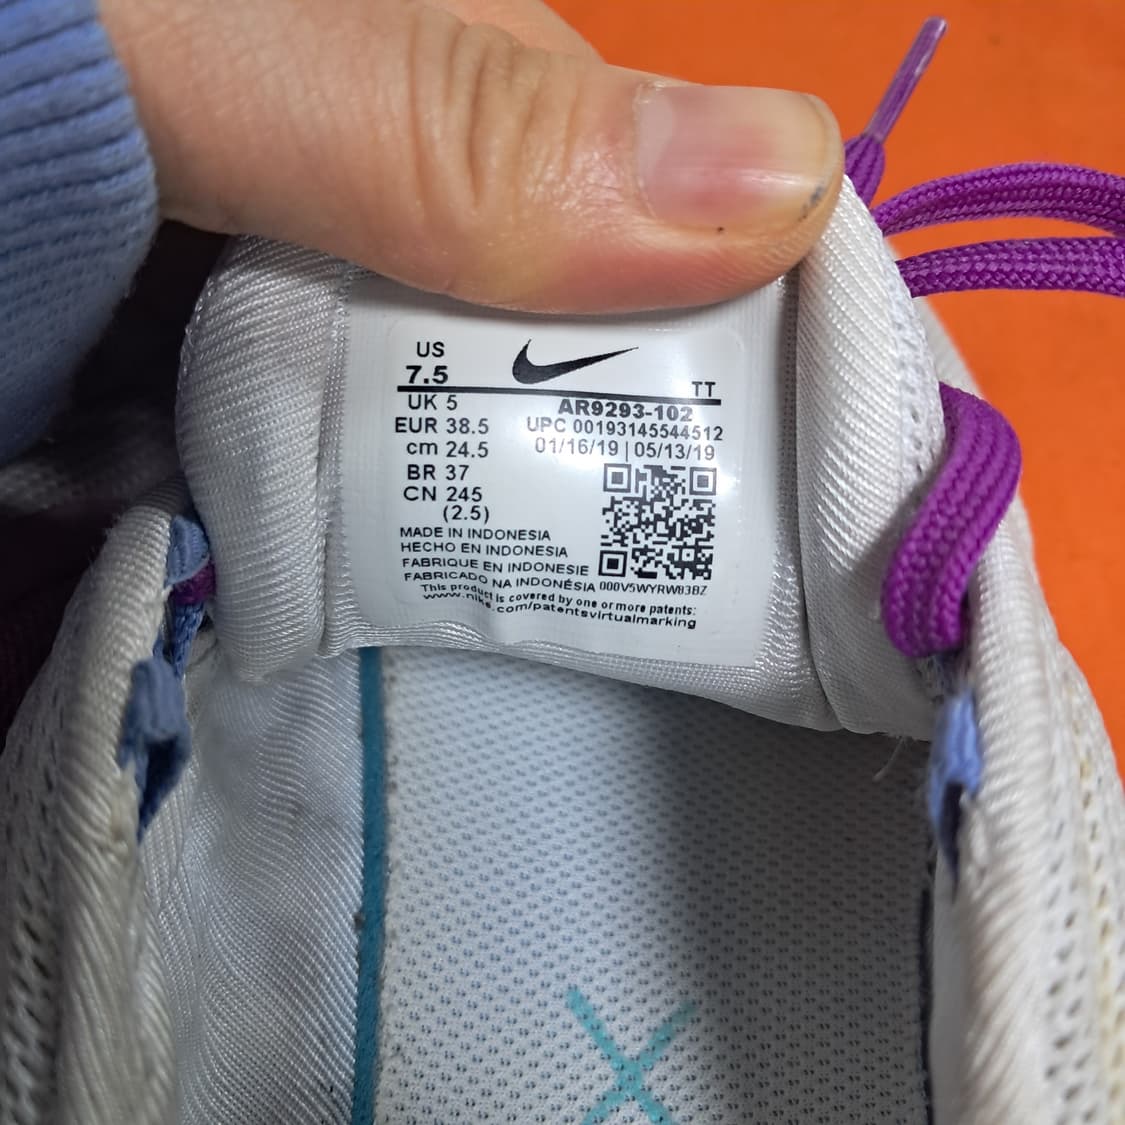 US
7.5
TT
UK 5
EUR 38.5
cm 24.5
BR 37
CN 245
(2.5)
AR9293-102
UPC 00193145544512
01/16/19 | 05/13/19
MADE IN INDONESIA
HECHO EN INDONESIA
FABRIQUE EN INDONESIE
FABRICADO NA INDONÉSIA
000V5WYRW83BZ
This product is covered by one or more patents:
www.nike.com/patentsvirtualmarking